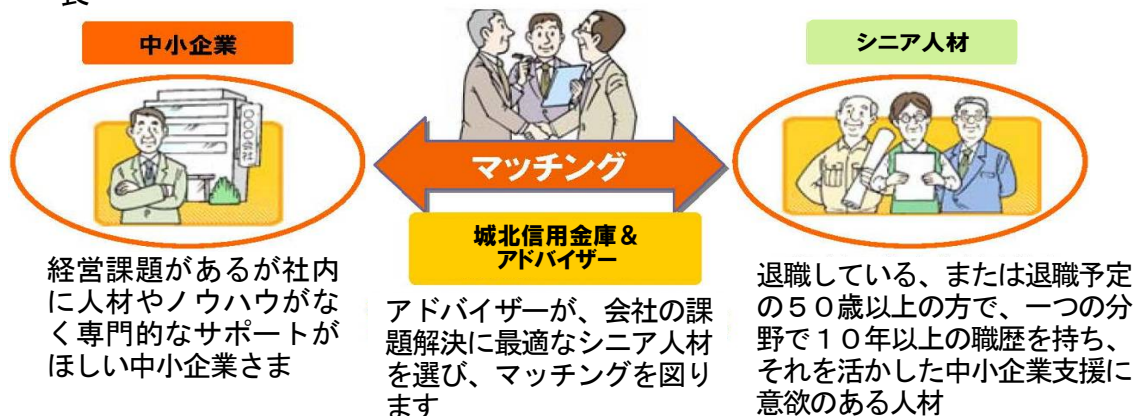 中小企業
シニア人材
○○○○会社
マッチング
城北信用金庫＆
アドバイザー
経営課題があるが社内
に人材やノウハウがな
く専門的なサポートが
ほしい中小企業さま
アドバイザーが、会社の課
題解決に最適なシニア人材
を選び、マッチングを図り
ます
退職している、または退職予定
の５０歳以上の方で、一つの分
野で１０年以上の職歴を持ち、
それを活かした中小企業支援に
意欲のある人材